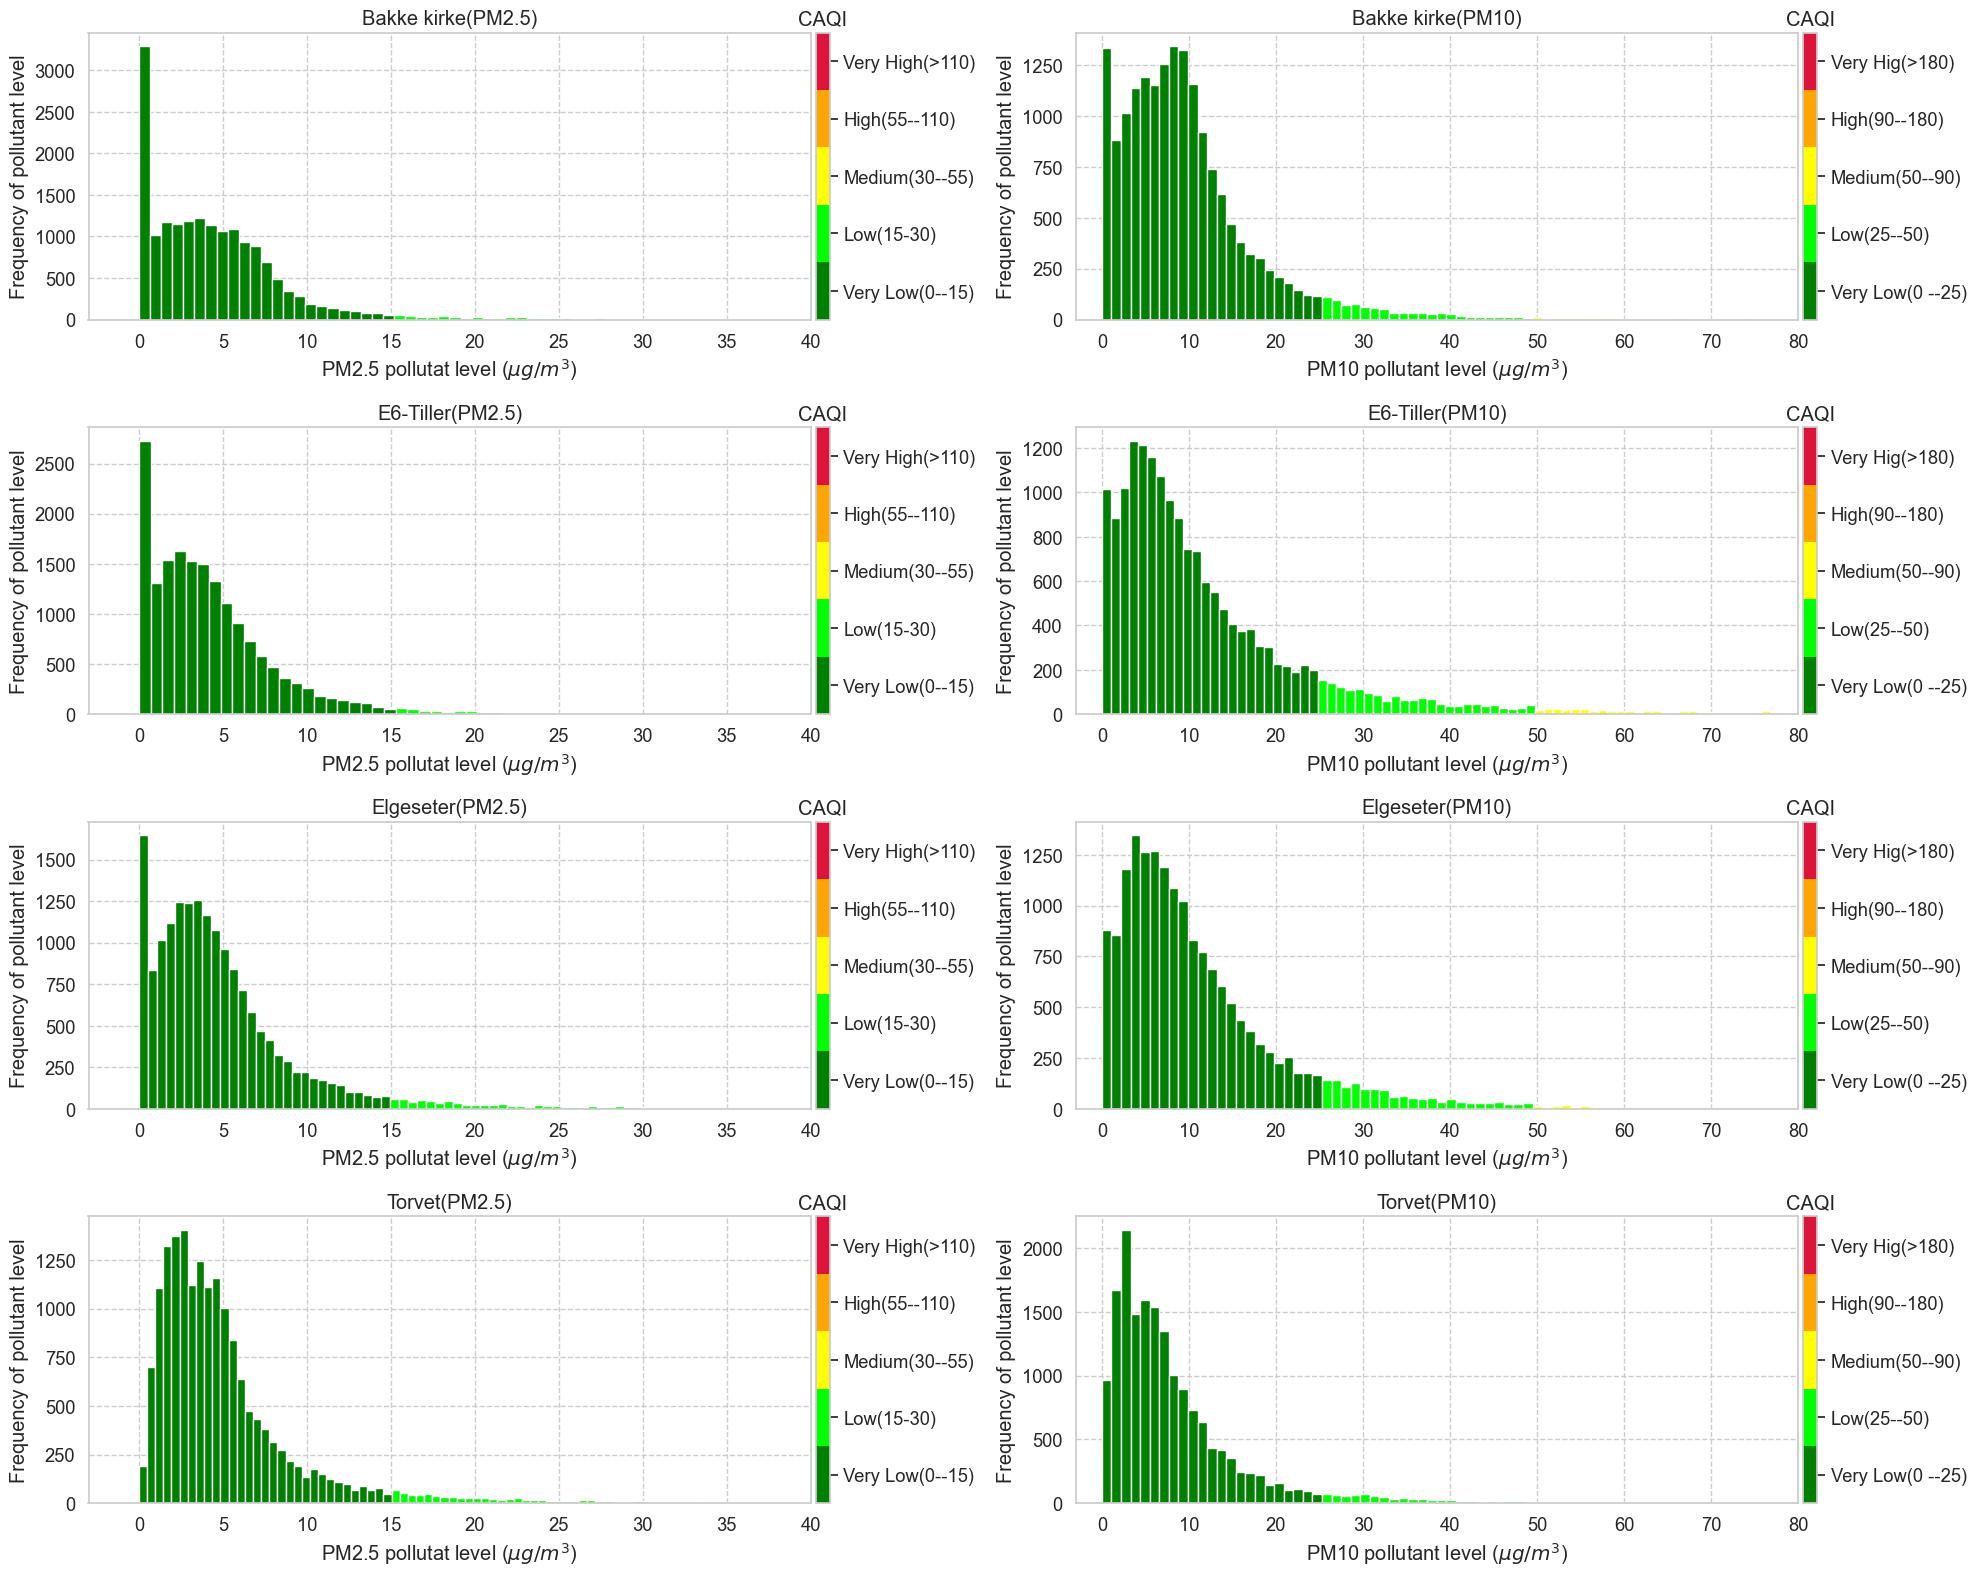 Bakke kirke(PM2.5)
CAQI
Frequency of pollutant level
3000
2500
2000
1500
1000
500
0
0 5 10 15 20 25 30 35 40
PM2.5 pollutat level (μg/m³)
Very High(>110)
High(55--110)
Medium(30--55)
Low(15-30)
Very Low(0--15)
Bakke kirke(PM10)
CAQI
Frequency of pollutant level
1250
1000
750
500
250
0
0 10 20 30 40 50 60 70 80
PM10 pollutant level (μg/m³)
Very Hig(>180)
High(90--180)
Medium(50--90)
Low(25--50)
Very Low(0 --25)
E6-Tiller(PM2.5)
CAQI
Frequency of pollutant level
2500
2000
1500
1000
500
0
0 5 10 15 20 25 30 35 40
PM2.5 pollutat level (μg/m³)
Very High(>110)
High(55--110)
Medium(30--55)
Low(15-30)
Very Low(0--15)
E6-Tiller(PM10)
CAQI
Frequency of pollutant level
1200
1000
800
600
400
200
0
0 10 20 30 40 50 60 70 80
PM10 pollutant level (μg/m³)
Very Hig(>180)
High(90--180)
Medium(50--90)
Low(25--50)
Very Low(0 --25)
Elgeseter(PM2.5)
CAQI
Frequency of pollutant level
1500
1250
1000
750
500
250
0
0 5 10 15 20 25 30 35 40
PM2.5 pollutat level (μg/m³)
Very High(>110)
High(55--110)
Medium(30--55)
Low(15-30)
Very Low(0--15)
Elgeseter(PM10)
CAQI
Frequency of pollutant level
1250
1000
750
500
250
0
0 10 20 30 40 50 60 70 80
PM10 pollutant level (μg/m³)
Very Hig(>180)
High(90--180)
Medium(50--90)
Low(25--50)
Very Low(0 --25)
Torvet(PM2.5)
CAQI
Frequency of pollutant level
1250
1000
750
500
250
0
0 5 10 15 20 25 30 35 40
PM2.5 pollutat level (μg/m³)
Very High(>110)
High(55--110)
Medium(30--55)
Low(15-30)
Very Low(0--15)
Torvet(PM10)
CAQI
Frequency of pollutant level
2000
1500
1000
500
0
0 10 20 30 40 50 60 70 80
PM10 pollutant level (μg/m³)
Very Hig(>180)
High(90--180)
Medium(50--90)
Low(25--50)
Very Low(0 --25)